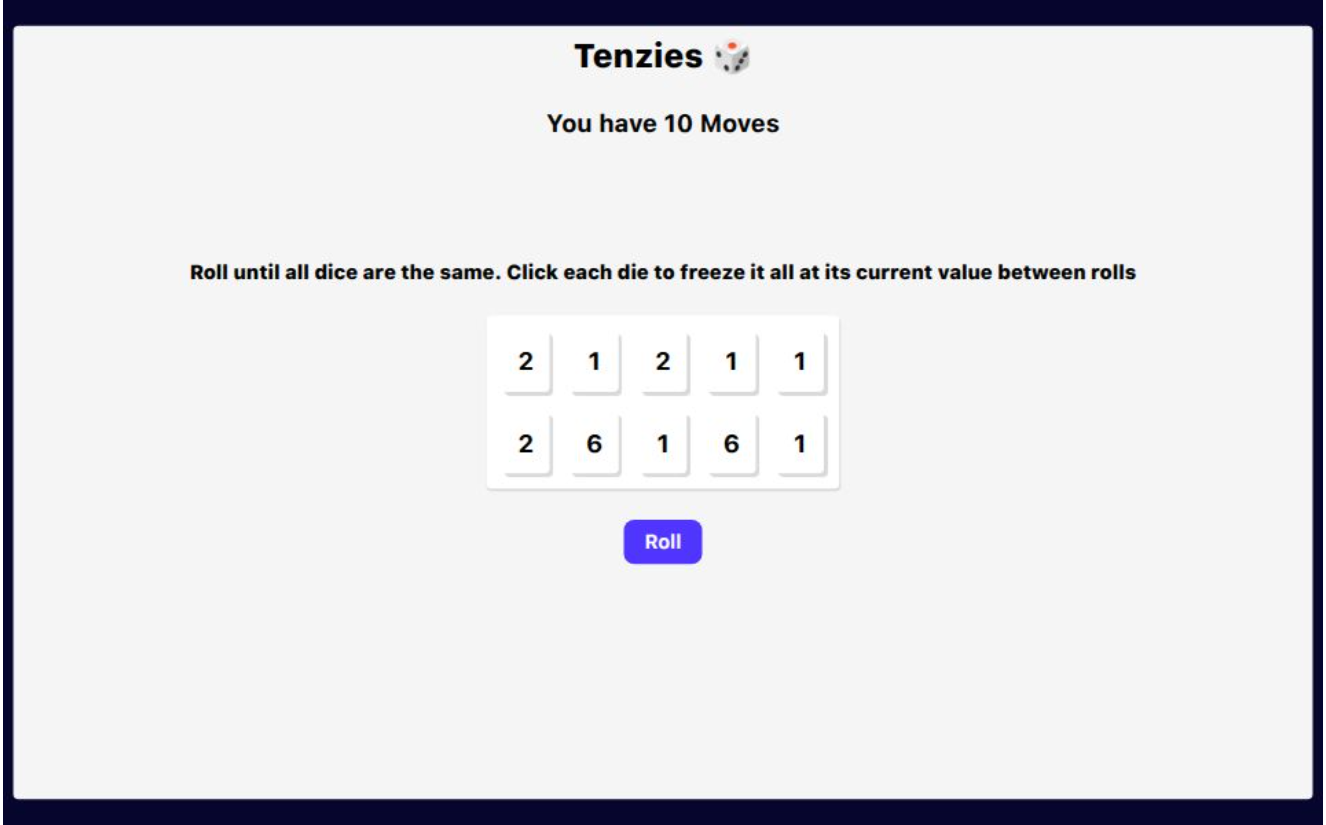 Tenzies 🎲
You have 10 Moves
Roll until all dice are the same. Click each die to freeze it all at its current value between rolls
2 1 2 1 1
2 6 1 6 1
Roll